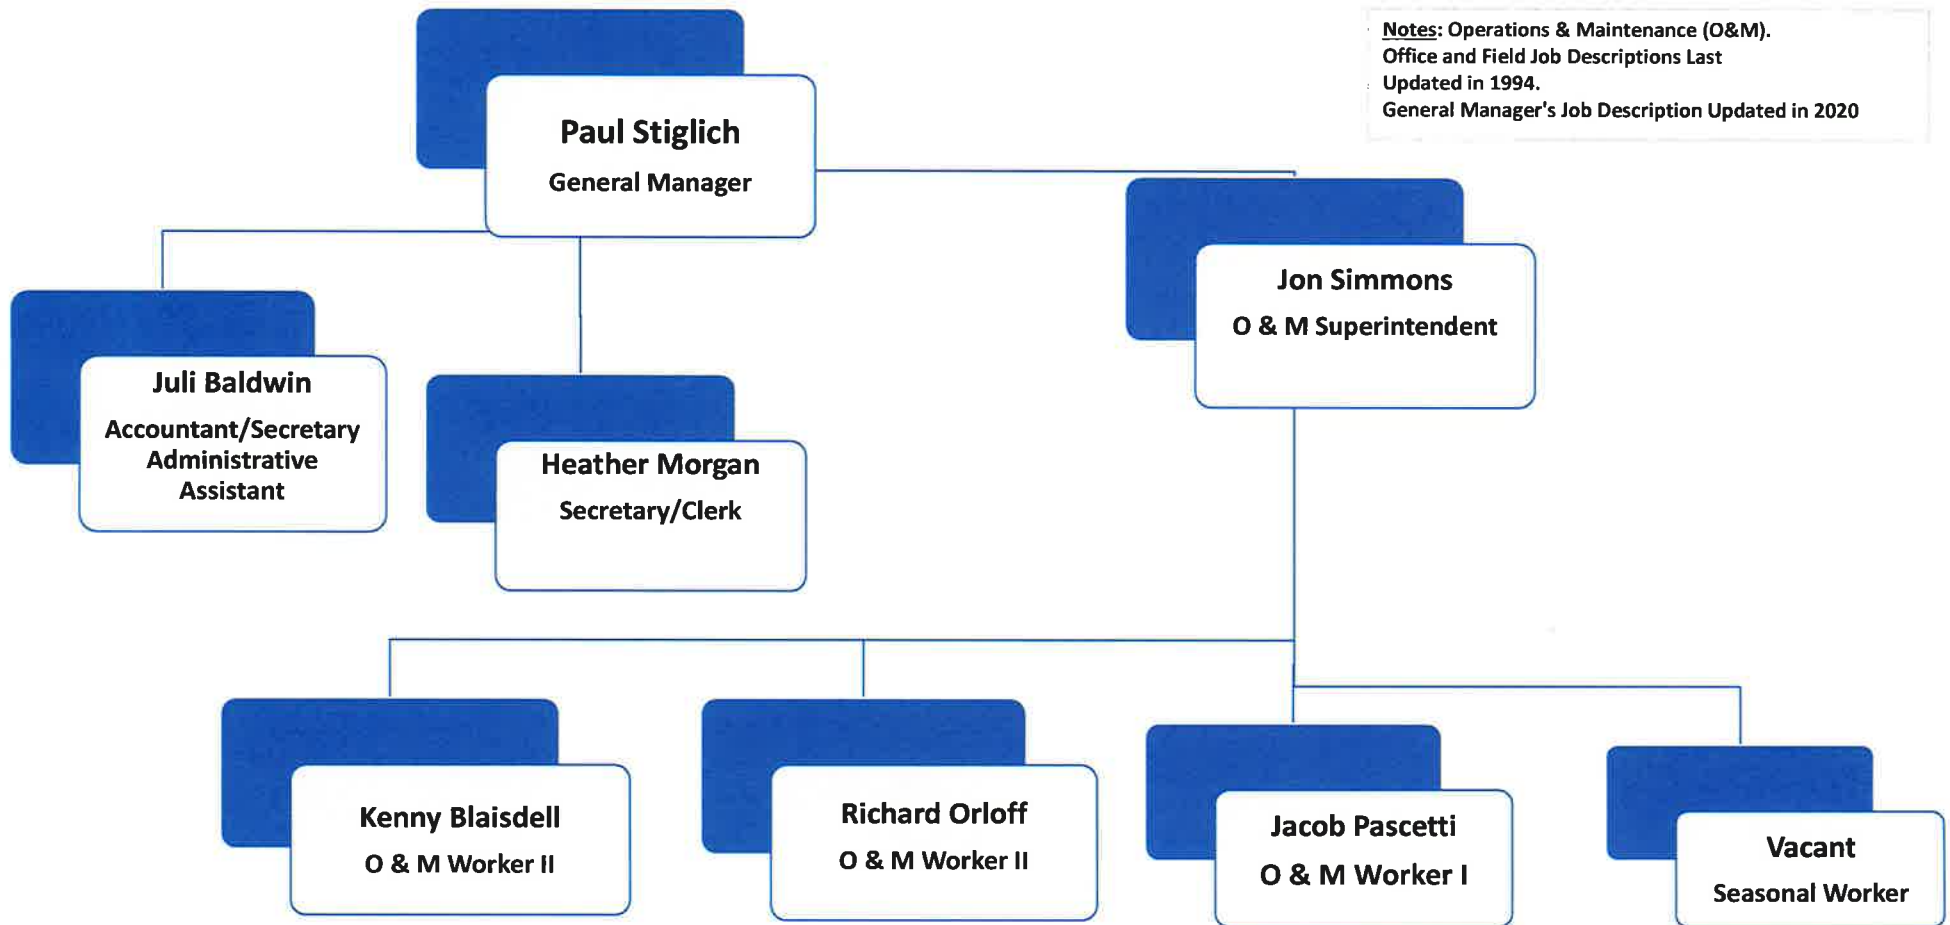 Notes: Operations & Maintenance (O&M).
Office and Field Job Descriptions Last
Updated in 1994.
General Manager's Job Description Updated in 2020
Paul Stiglich
General Manager
Jon Simmons
O & M Superintendent
Juli Baldwin
Accountant/Secretary
Administrative
Assistant
Heather Morgan
Secretary/Clerk
Kenny Blaisdell
O & M Worker II
Richard Orloff
O & M Worker II
Jacob Pascetti
O & M Worker I
Vacant
Seasonal Worker